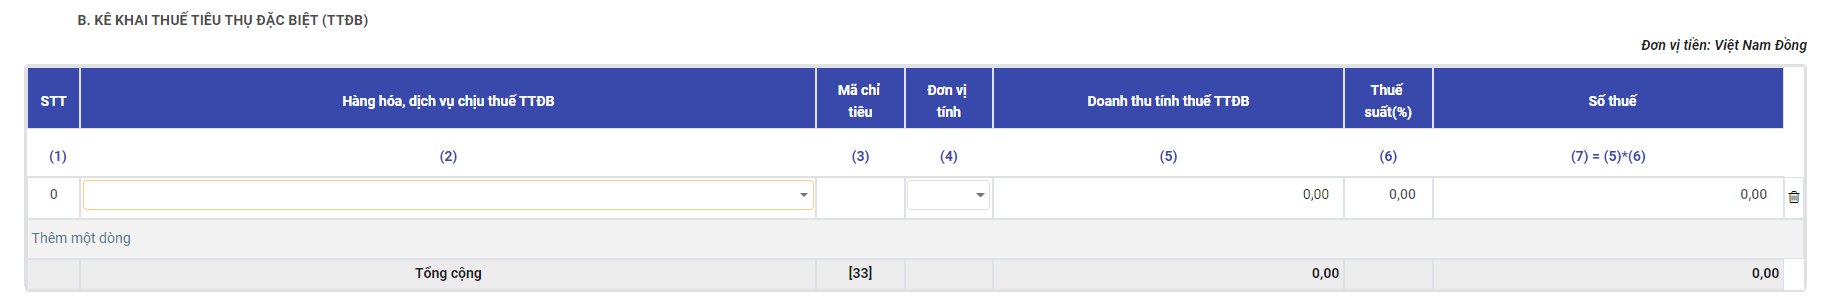 B. KÊ KHAI THUẾ TIÊU THỤ ĐẶC BIỆT (TTĐB)
Đơn vị tiền: Việt Nam Đồng
STT Hàng hóa, dịch vụ chịu thuế TTĐB Mã chỉ tiêu Đơn vị tính Doanh thu tính thuế TTĐB Thuế suất(%) Số thuế
(1) (2) (3) (4) (5) (6) (7) = (5)*(6)
0 0,00 0,00 0,00
Thêm một dòng
Tổng cộng [33] 0,00 0,00